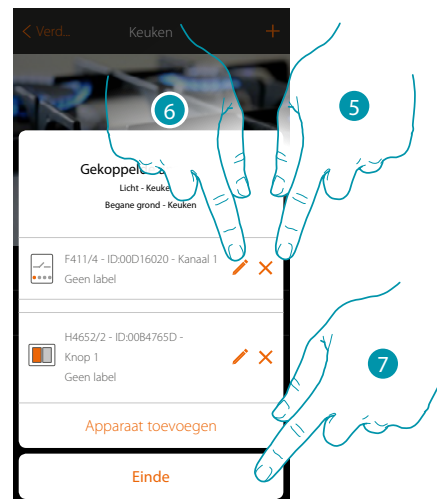 < Verd... Keuken +
6
5
Gekoppeld
Licht - Keuke
Begane grond - Keuken
F411/4 - ID:00D16020 - Kanaal 1
Geen label
H4652/2 - ID:00B4765D -
Knop 1
Geen label
7
Apparaat toevoegen
Einde